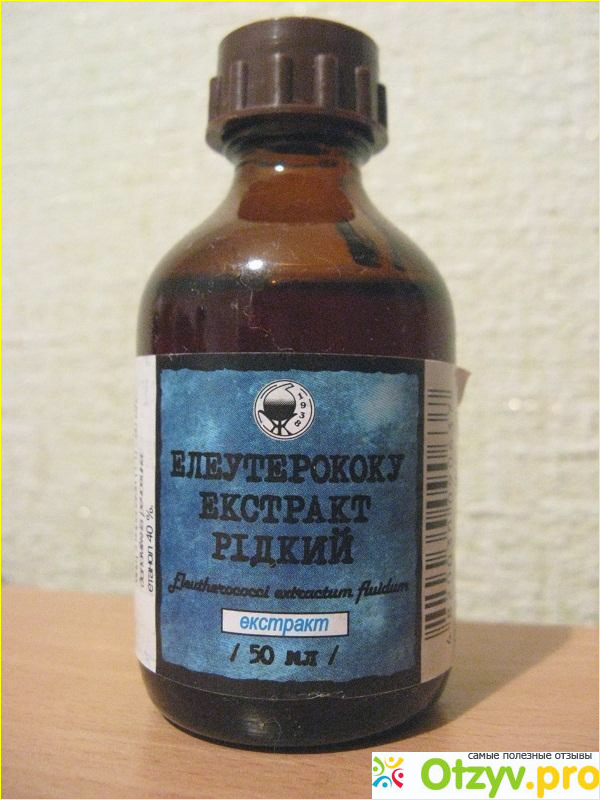 1938
ЕЛЕУТЕРОКОКУ
ЕКСТРАКТ
РІДКИЙ
Eleutherococci extractum fluidum
екстракт
/ 50 мл /
етанол 40 %.
самые полезные отзывы
Otzyv.pro